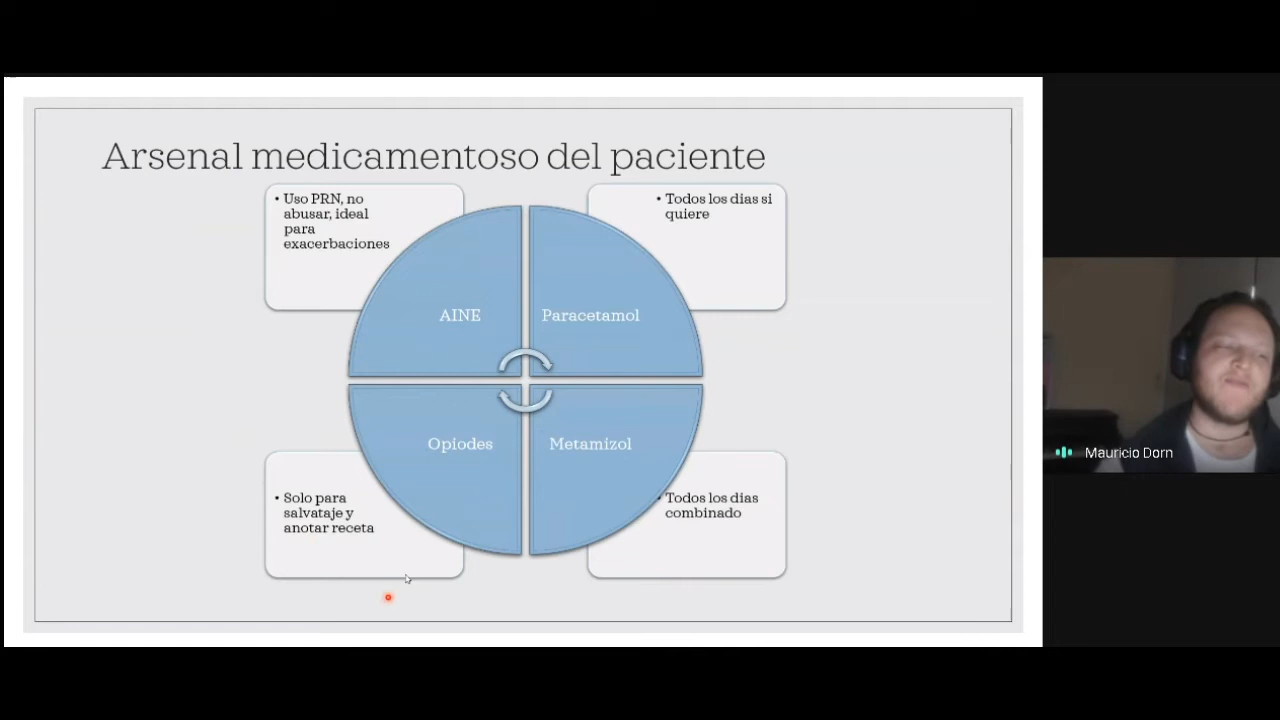 Arsenal medicamentoso del paciente
• Uso PRN, no
abusar, ideal
para
exacerbaciones
• Todos los dias si
quiere
AINE
Paracetamol
Opiodes
Metamizol
• Solo para
salvataje y
anotar receta
• Todos los dias
combinado
Mauricio Dorn